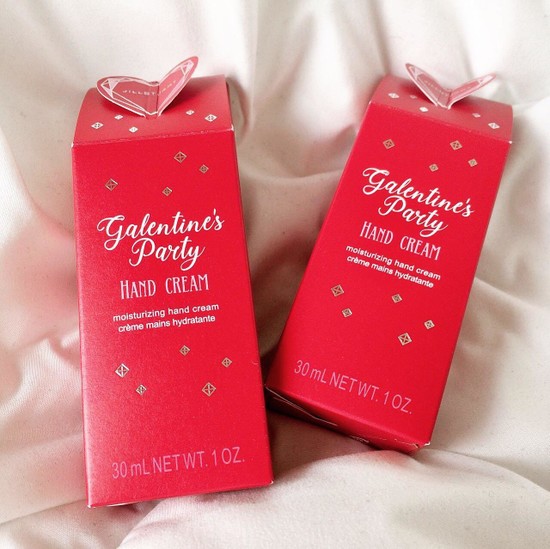 Galentine's
Party
HAND CREAM
moisturizing hand cream
crème mains hydratante
30 mL NET WT. 1 OZ.
Galentine's
Party
HAND CREAM
moisturizing hand cream
crème mains hydratante
30 mL NET WT. 1 OZ.